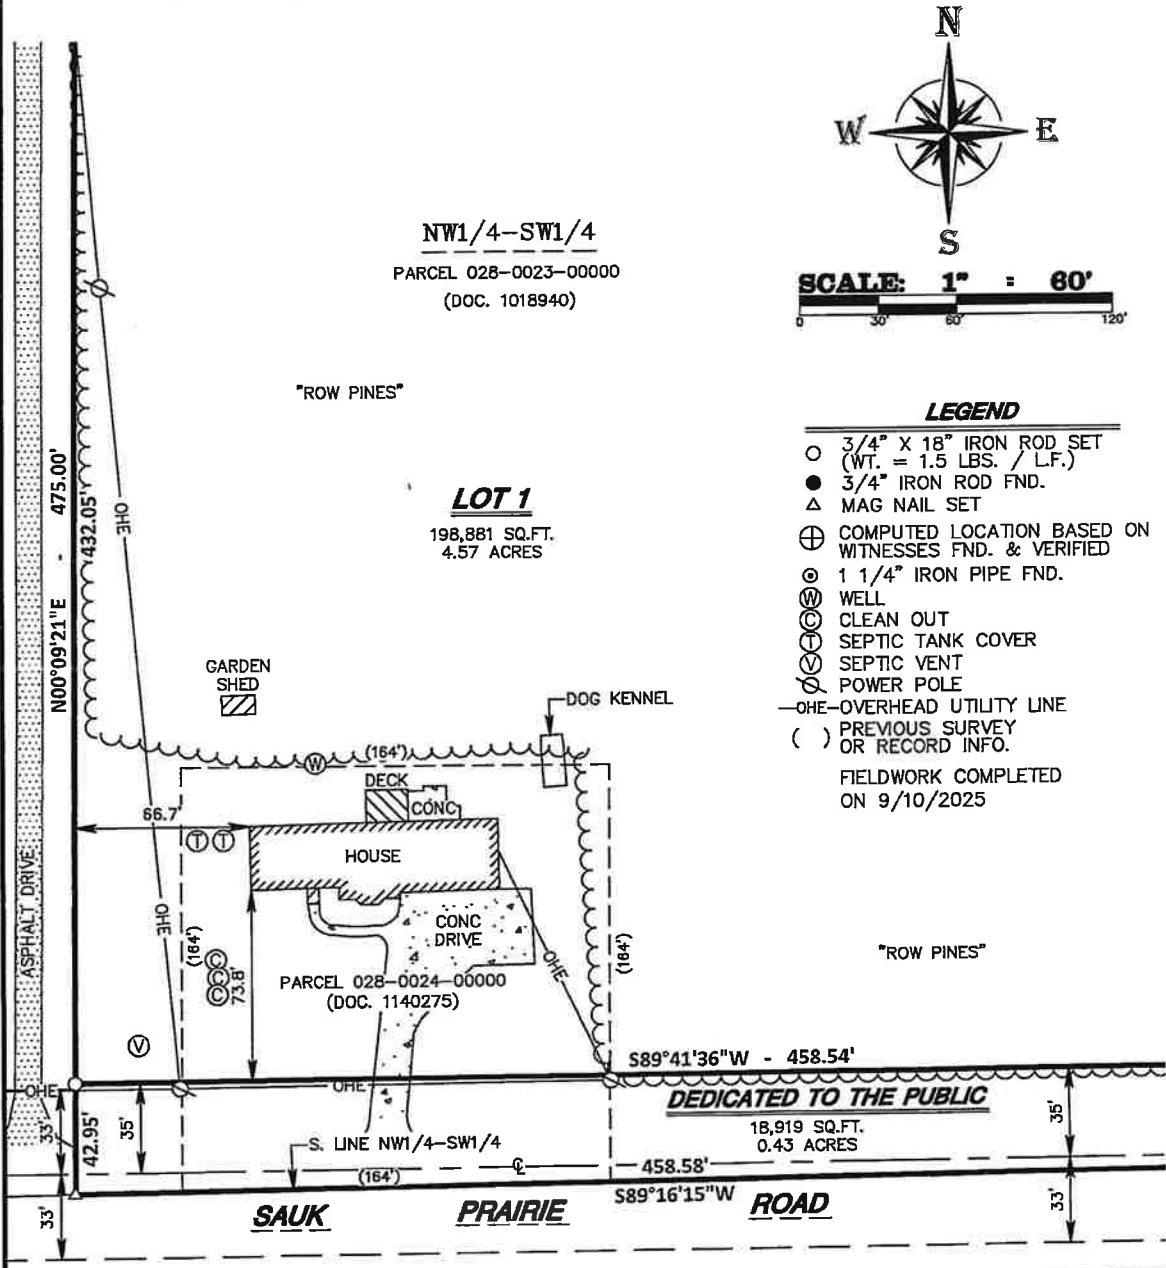 N
W E
S
SCALE: 1" = 60'
0 30' 60' 120'
NW1/4-SW1/4
PARCEL 028-0023-00000
(DOC. 1018940)
"ROW PINES"
LEGEND
3/4" X 18" IRON ROD SET
(WT. = 1.5 LBS. / L.F.)
3/4" IRON ROD FND.
MAG NAIL SET
COMPUTED LOCATION BASED ON
WITNESSES FND. & VERIFIED
1 1/4" IRON PIPE FND.
W WELL
C CLEAN OUT
T SEPTIC TANK COVER
V SEPTIC VENT
POWER POLE
OHE OVERHEAD UTILITY LINE
( ) PREVIOUS SURVEY
OR RECORD INFO.
FIELDWORK COMPLETED
ON 9/10/2025
N00°09'21"E - 475.00'
432.05'
OHE
LOT 1
198,881 SQ.FT.
4.57 ACRES
GARDEN
SHED
DOG KENNEL
(164')
W
DECK
CONC
66.7'
T T
HOUSE
ASPHALT DRIVE
OHE
(164')
C
C
C
73.8'
CONC
DRIVE
OHE
(164')
"ROW PINES"
PARCEL 028-0024-00000
(DOC. 1140275)
V
S89°41'36"W - 458.54'
OHE
OHE
DEDICATED TO THE PUBLIC
18,919 SQ.FT.
0.43 ACRES
33'
42.95'
35'
35'
S. LINE NW1/4-SW1/4
(164')
℄
458.58'
S89°16'15"W
33'
33'
SAUK PRAIRIE ROAD